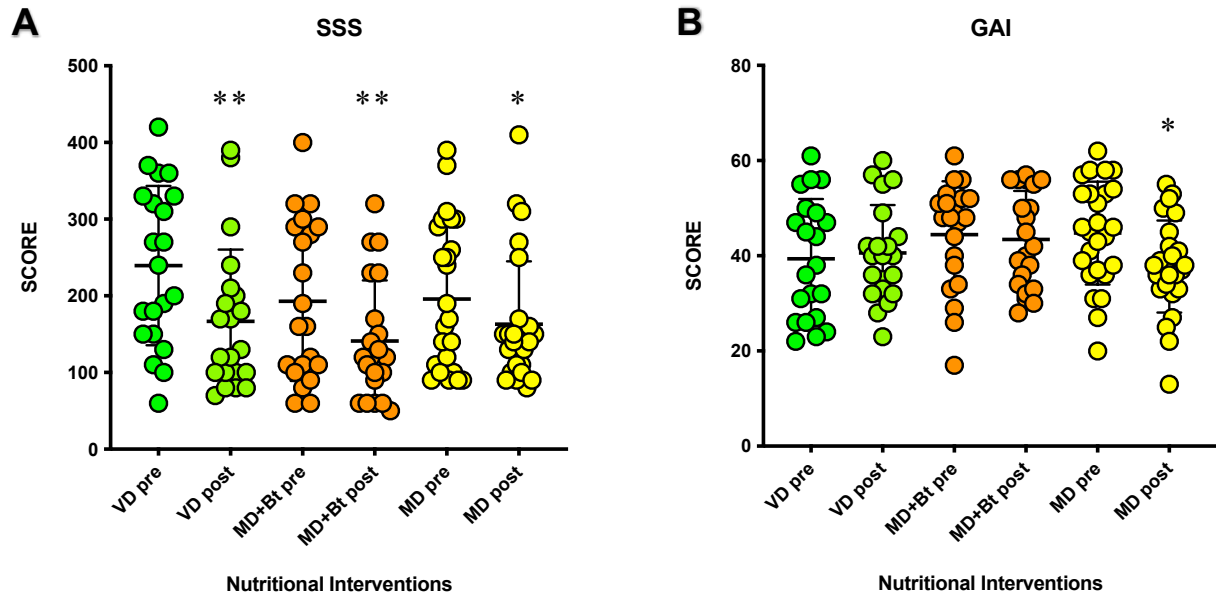 A
SSS
500
400
300
200
100
0
SCORE
** ** *
VD pre
VD post
MD+Bt pre
MD+Bt post
MD pre
MD post
Nutritional Interventions
B
GAI
80
60
40
20
0
SCORE
*
VD pre
VD post
MD+Bt pre
MD+Bt post
MD pre
MD post
Nutritional Interventions